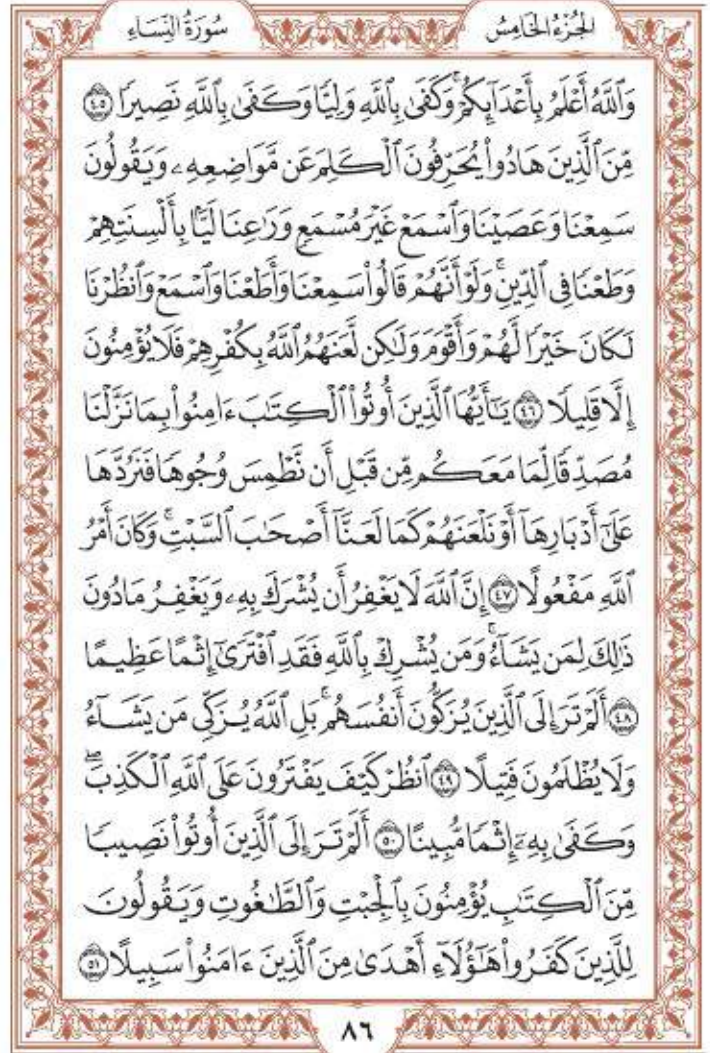 الجُزْءُ الخَامِسُ
سُورَةُ النِّسَاءِ
وَٱللَّهُ أَعْلَمُ بِأَعْدَآئِكُمْۚ وَكَفَىٰ بِٱللَّهِ وَلِيّٗا وَكَفَىٰ بِٱللَّهِ نَصِيرٗا ٤٥
مِّنَ ٱلَّذِينَ هَادُواْ يُحَرِّفُونَ ٱلۡكَلِمَ عَن مَّوَاضِعِهِۦ وَيَقُولُونَ
سَمِعۡنَا وَعَصَيۡنَا وَٱسۡمَعۡ غَيۡرَ مُسۡمَعٖ وَرَٰعِنَا لَيَّۢا بِأَلۡسِنَتِهِمۡ
وَطَعۡنٗا فِي ٱلدِّينِۚ وَلَوۡ أَنَّهُمۡ قَالُواْ سَمِعۡنَا وَأَطَعۡنَا وَٱسۡمَعۡ وَٱنظُرۡنَا
لَكَانَ خَيۡرٗا لَّهُمۡ وَأَقۡوَمَ وَلَٰكِن لَّعَنَهُمُ ٱللَّهُ بِكُفۡرِهِمۡ فَلَا يُؤۡمِنُونَ
إِلَّا قَلِيلٗا ٤٦ يَٰٓأَيُّهَا ٱلَّذِينَ أُوتُواْ ٱلۡكِتَٰبَ ءَامِنُواْ بِمَا نَزَّلۡنَا
مُصَدِّقٗا لِّمَا مَعَكُم مِّن قَبۡلِ أَن نَّطۡمِسَ وُجُوهٗا فَنَرُدَّهَا
عَلَىٰٓ أَدۡبَارِهَآ أَوۡ نَلۡعَنَهُمۡ كَمَا لَعَنَّآ أَصۡحَٰبَ ٱلسَّبۡتِۚ وَكَانَ أَمۡرُ
ٱللَّهِ مَفۡعُولًا ٤٧ إِنَّ ٱللَّهَ لَا يَغۡفِرُ أَن يُشۡرَكَ بِهِۦ وَيَغۡفِرُ مَا دُونَ
ذَٰلِكَ لِمَن يَشَآءُۚ وَمَن يُشۡرِكۡ بِٱللَّهِ فَقَدِ ٱفۡتَرَىٰٓ إِثۡمًا عَظِيمًا
٤٨ أَلَمۡ تَرَ إِلَى ٱلَّذِينَ يُزَكُّونَ أَنفُسَهُمۚ بَلِ ٱللَّهُ يُزَكِّي مَن يَشَآءُ
وَلَا يُظۡلَمُونَ فَتِيلًا ٤٩ ٱنظُرۡ كَيۡفَ يَفۡتَرُونَ عَلَى ٱللَّهِ ٱلۡكَذِبَۖ
وَكَفَىٰ بِهِۦٓ إِثۡمٗا مُّبِينًا ٥٠ أَلَمۡ تَرَ إِلَى ٱلَّذِينَ أُوتُواْ نَصِيبٗا
مِّنَ ٱلۡكِتَٰبِ يُؤۡمِنُونَ بِٱلۡجِبۡتِ وَٱلطَّٰغُوتِ وَيَقُولُونَ
لِلَّذِينَ كَفَرُواْ هَٰٓؤُلَآءِ أَهۡدَىٰ مِنَ ٱلَّذِينَ ءَامَنُواْ سَبِيلًا ٥١
٨٦